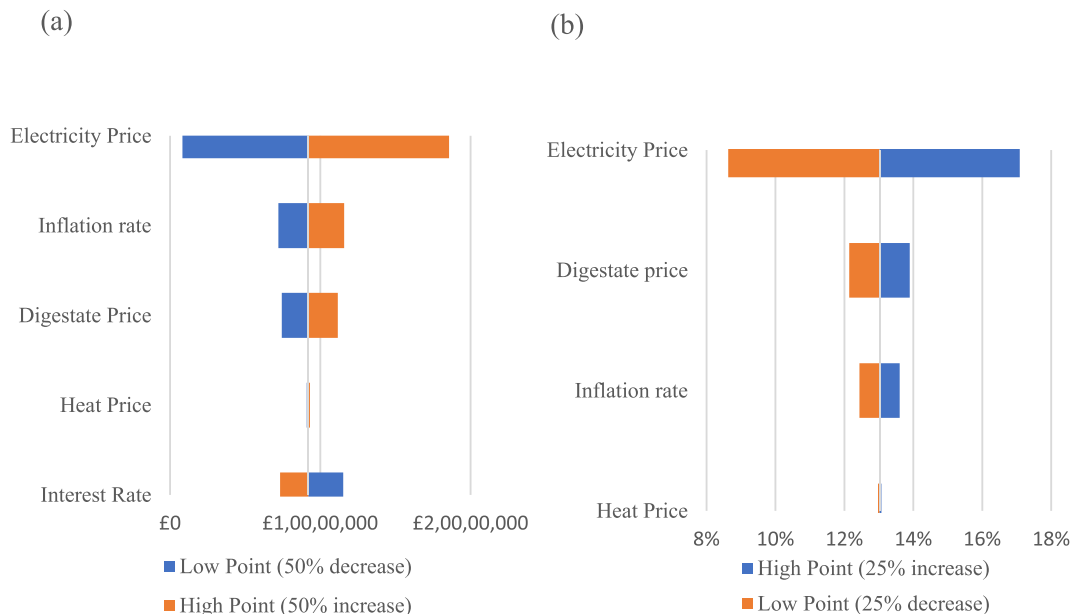 (a)
Electricity Price
Inflation rate
Digestate Price
Heat Price
Interest Rate
£0
£1,00,00,000
£2,00,00,000
Low Point (50% decrease)
High Point (50% increase)
(b)
Electricity Price
Digestate price
Inflation rate
Heat Price
8%
10%
12%
14%
16%
18%
High Point (25% increase)
Low Point (25% decrease)